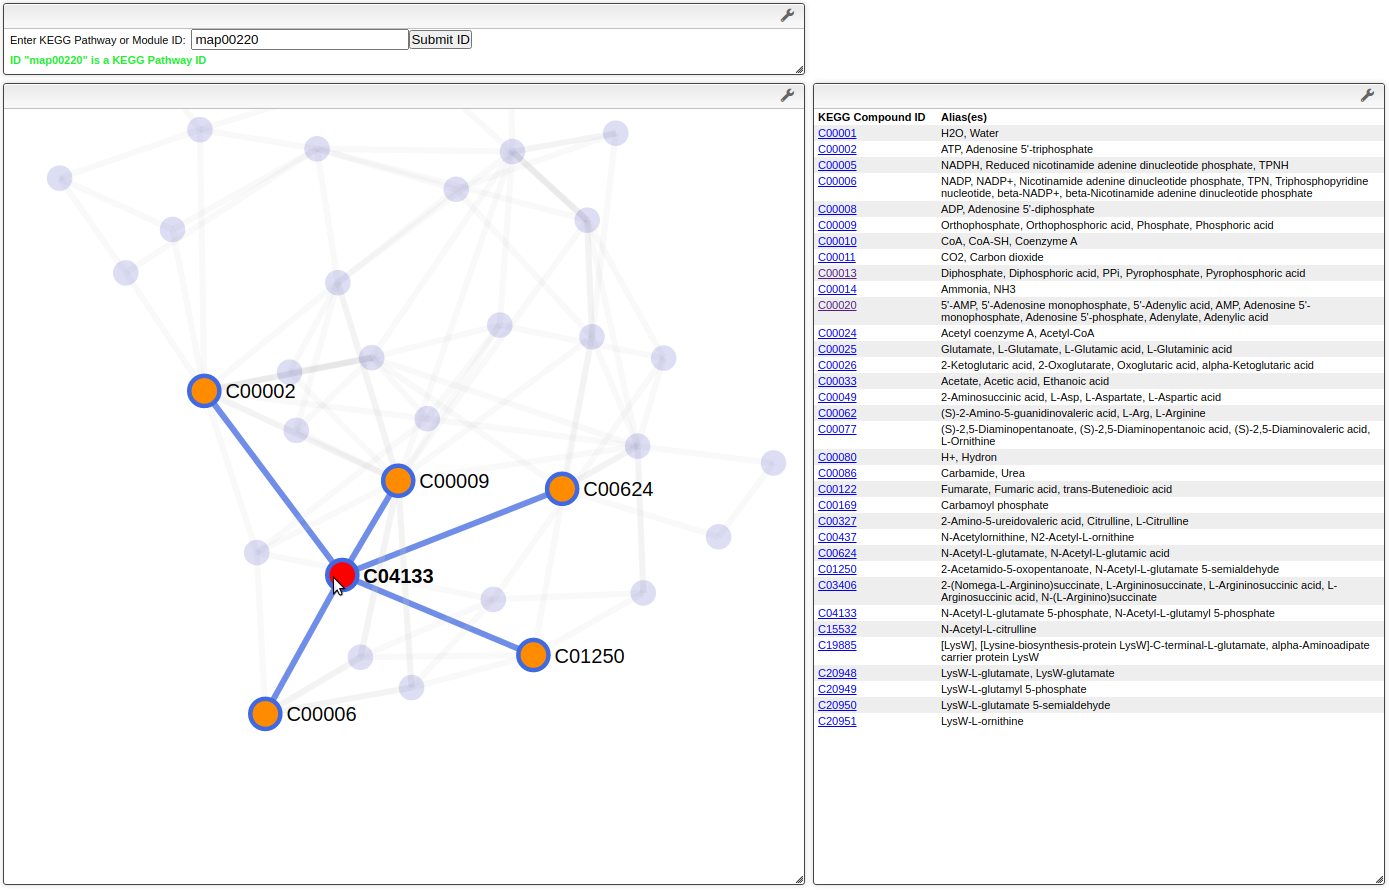 Enter KEGG Pathway or Module ID: map00220 Submit ID
ID "map00220" is a KEGG Pathway ID
C00002
C00009
C00624
C04133
C01250
C00006
KEGG Compound ID Alias(es)
C00001 H2O, Water
C00002 ATP, Adenosine 5'-triphosphate
C00005 NADPH, Reduced nicotinamide adenine dinucleotide phosphate, TPNH
C00006 NADP, NADP+, Nicotinamide adenine dinucleotide phosphate, TPN, Triphosphopyridine
nucleotide, beta-NADP+, beta-Nicotinamide adenine dinucleotide phosphate
C00008 ADP, Adenosine 5'-diphosphate
C00009 Orthophosphate, Orthophosphoric acid, Phosphate, Phosphoric acid
C00010 CoA, CoA-SH, Coenzyme A
C00011 CO2, Carbon dioxide
C00013 Diphosphate, Diphosphoric acid, PPi, Pyrophosphate, Pyrophosphoric acid
C00014 Ammonia, NH3
C00020 5'-AMP, 5'-Adenosine monophosphate, 5'-Adenylic acid, AMP, Adenosine 5'-
monophosphate, Adenosine 5'-phosphate, Adenylate, Adenylic acid
C00024 Acetyl coenzyme A, Acetyl-CoA
C00025 Glutamate, L-Glutamate, L-Glutamic acid, L-Glutaminic acid
C00026 2-Ketoglutaric acid, 2-Oxoglutarate, Oxoglutaric acid, alpha-Ketoglutaric acid
C00033 Acetate, Acetic acid, Ethanoic acid
C00049 2-Aminosuccinic acid, L-Asp, L-Aspartate, L-Aspartic acid
C00062 (S)-2-Amino-5-guanidinovaleric acid, L-Arg, L-Arginine
C00077 (S)-2,5-Diaminopentanoate, (S)-2,5-Diaminopentanoic acid, (S)-2,5-Diaminovaleric acid,
L-Ornithine
C00080 H+, Hydron
C00086 Carbamide, Urea
C00122 Fumarate, Fumaric acid, trans-Butenedioic acid
C00169 Carbamoyl phosphate
C00327 2-Amino-5-ureidovaleric acid, Citrulline, L-Citrulline
C00437 N-Acetylornithine, N2-Acetyl-L-ornithine
C00624 N-Acetyl-L-glutamate, N-Acetyl-L-glutamic acid
C01250 2-Acetamido-5-oxopentanoate, N-Acetyl-L-glutamate 5-semialdehyde
C03406 2-(Nomega-L-Arginino)succinate, L-Argininosuccinate, L-Argininosuccinic acid, L-
Arginosuccinic acid, N-(L-Arginino)succinate
C04133 N-Acetyl-L-glutamate 5-phosphate, N-Acetyl-L-glutamyl 5-phosphate
C15532 N-Acetyl-L-citrulline
C19885 [LysW], [Lysine-biosynthesis-protein LysW]-C-terminal-L-glutamate, alpha-Aminoadipate
carrier protein LysW
C20948 LysW-L-glutamate, LysW-glutamate
C20949 LysW-L-glutamyl 5-phosphate
C20950 LysW-L-glutamate 5-semialdehyde
C20951 LysW-L-ornithine